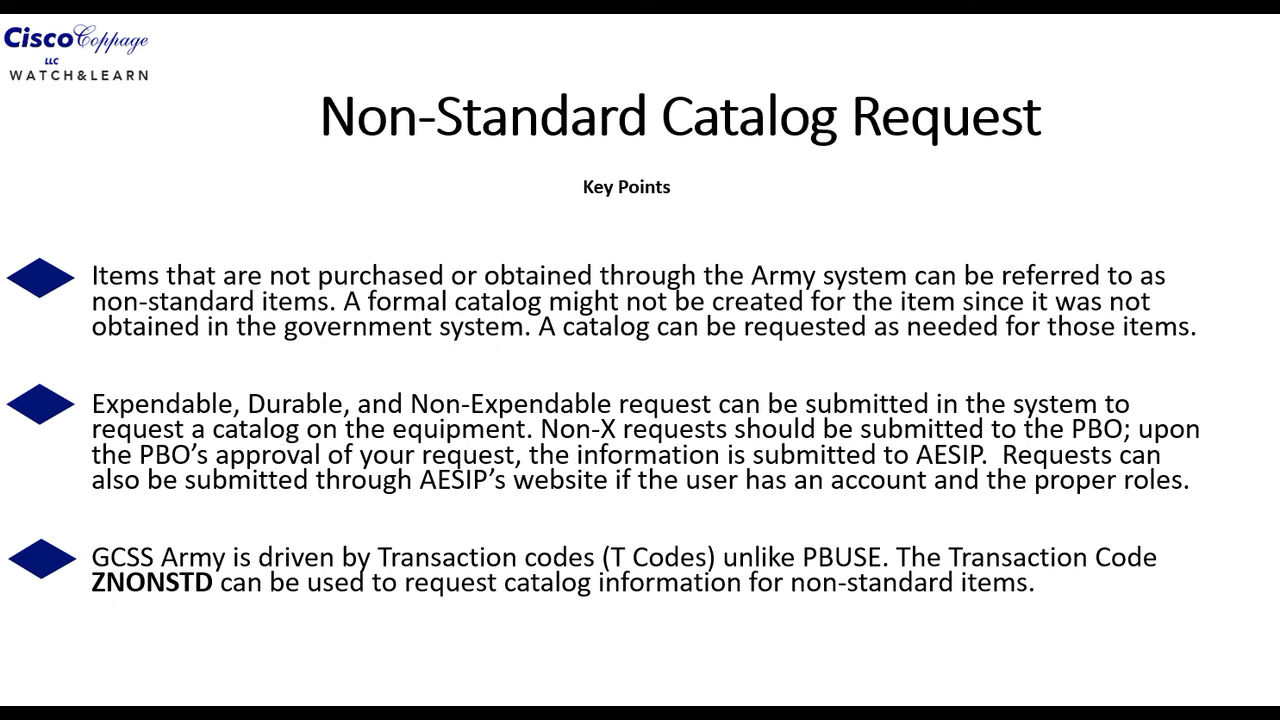 Cisco Coppage
LLC
WATCH&LEARN
Non-Standard Catalog Request
Key Points
Items that are not purchased or obtained through the Army system can be referred to as
non-standard items. A formal catalog might not be created for the item since it was not
obtained in the government system. A catalog can be requested as needed for those items.
Expendable, Durable, and Non-Expendable request can be submitted in the system to
request a catalog on the equipment. Non-X requests should be submitted to the PBO; upon
the PBO’s approval of your request, the information is submitted to AESIP.  Requests can
also be submitted through AESIP’s website if the user has an account and the proper roles.
GCSS Army is driven by Transaction codes (T Codes) unlike PBUSE. The Transaction Code
ZNONSTD can be used to request catalog information for non-standard items.